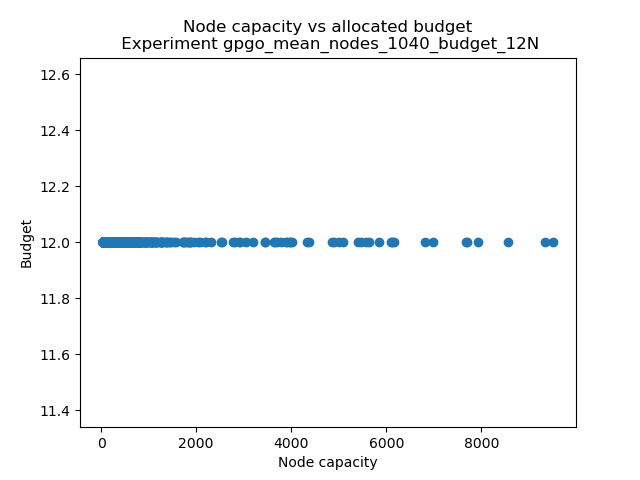 Node capacity vs allocated budget
Experiment gpgo_mean_nodes_1040_budget_12N
12.6
12.4
12.2
12.0
11.8
11.6
11.4
Budget
0 2000 4000 6000 8000
Node capacity